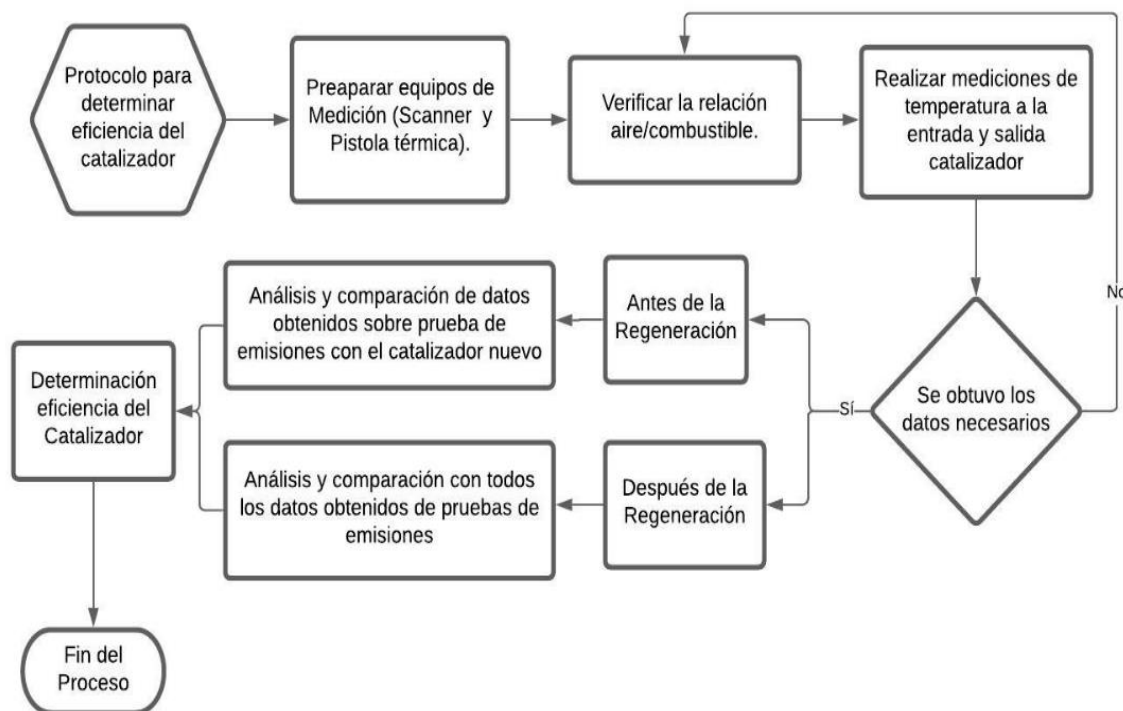 Protocolo para
determinar
eficiencia del
catalizador
Preaparar equipos de
Medición (Scanner y
Pistola térmica).
Verificar la relación
aire/combustible.
Realizar mediciones de
temperatura a la
entrada y salida
catalizador
Se obtuvo los
datos necesarios
No
Sí
Antes de la
Regeneración
Análisis y comparación de datos
obtenidos sobre prueba de
emisiones con el catalizador nuevo
Después de la
Regeneración
Análisis y comparación con todos
los datos obtenidos de pruebas de
emisiones
Determinación
eficiencia del
Catalizador
Fin del
Proceso